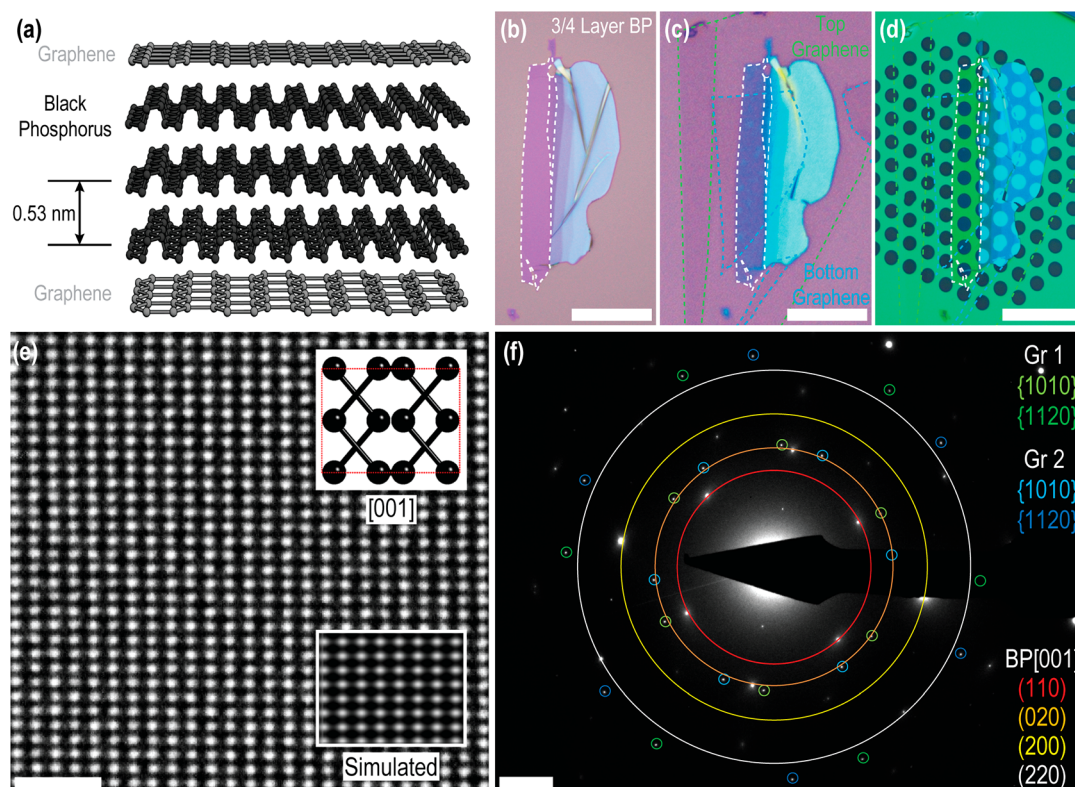 (a)
Graphene
Black
Phosphorus
0.53 nm
Graphene
(b)
3/4 Layer BP
(c)
Top
Graphene
Bottom
Graphene
(d)
(e)
[001]
Simulated
(f)
Gr 1
{1010}
{1120}
Gr 2
{1010}
{1120}
BP[001]
(110)
(020)
(200)
(220)